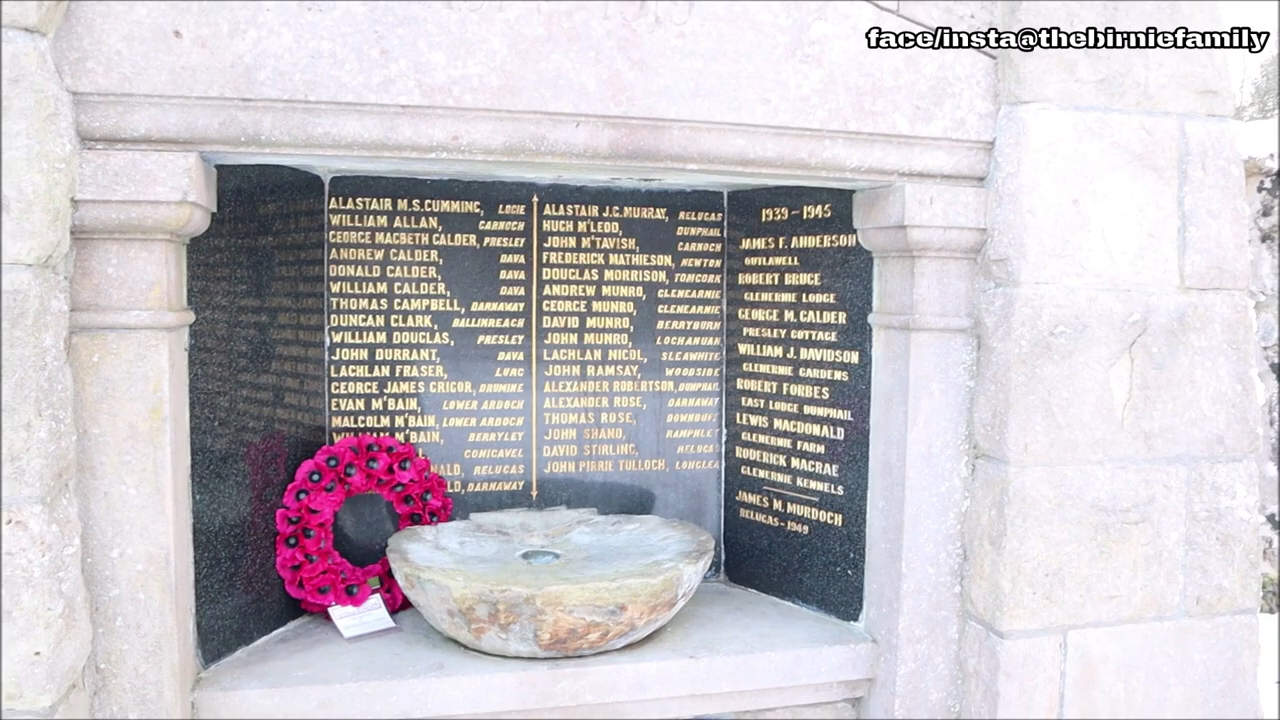 face/insta@thebirniefamily
ALASTAIR M.S.CUMMING, LOGIE
WILLIAM ALLAN, CARNOCH
GEORGE MACBETH CALDER, PRESLEY
ANDREW CALDER, DAVA
DONALD CALDER, DAVA
WILLIAM CALDER, DAVA
THOMAS CAMPBELL, DARNAWAY
DUNCAN CLARK, BALLINREACH
WILLIAM DOUGLAS, PRESLEY
JOHN DURRANT, DAVA
LACHLAN FRASER, LURG
GEORGE JAMES GRIGOR, DRUMINE
EVAN M'BAIN, LOWER ARDOCH
MALCOLM M'BAIN, LOWER ARDOCH
WILLIAM M'BAIN, BERRYLEY
CONICAVEL
NALD, RELUGAS
LD, DARNAWAY
ALASTAIR J.G.MURRAY, RELUGAS
HUGH M'LEOD, DUNPHAIL
JOHN M'TAVISH, CARNOCH
FREDERICK MATHIESON, NEWTON
DOUGLAS MORRISON, TOMCORK
ANDREW MUNRO, GLENEARNIE
GEORGE MUNRO, GLENEARNIE
DAVID MUNRO, BERRYBURN
JOHN MUNRO, LOCHANUAN
LACHLAN NICOL, SLEAWHITE
JOHN RAMSAY, WOODSIDE
ALEXANDER ROBERTSON, DUNPHAIL
ALEXANDER ROSE, DARNAWAY
THOMAS ROSE, DOWNDUFF
JOHN SHAND, RAMPHLET
DAVID STIRLING, RELUGAS
JOHN PIRRIE TULLOCH, LONGLEA
1939-1945
JAMES F. ANDERSON
OUTLAWELL
ROBERT BRUCE
GLENERNIE LODGE
GEORGE M. CALDER
PRESLEY COTTAGE
WILLIAM J. DAVIDSON
GLENERNIE GARDENS
ROBERT FORBES
EAST LODGE DUNPHAIL
LEWIS MACDONALD
GLENERNIE FARM
RODERICK MACRAE
GLENERNIE KENNELS
JAMES M. MURDOCH
RELUGAS-1949